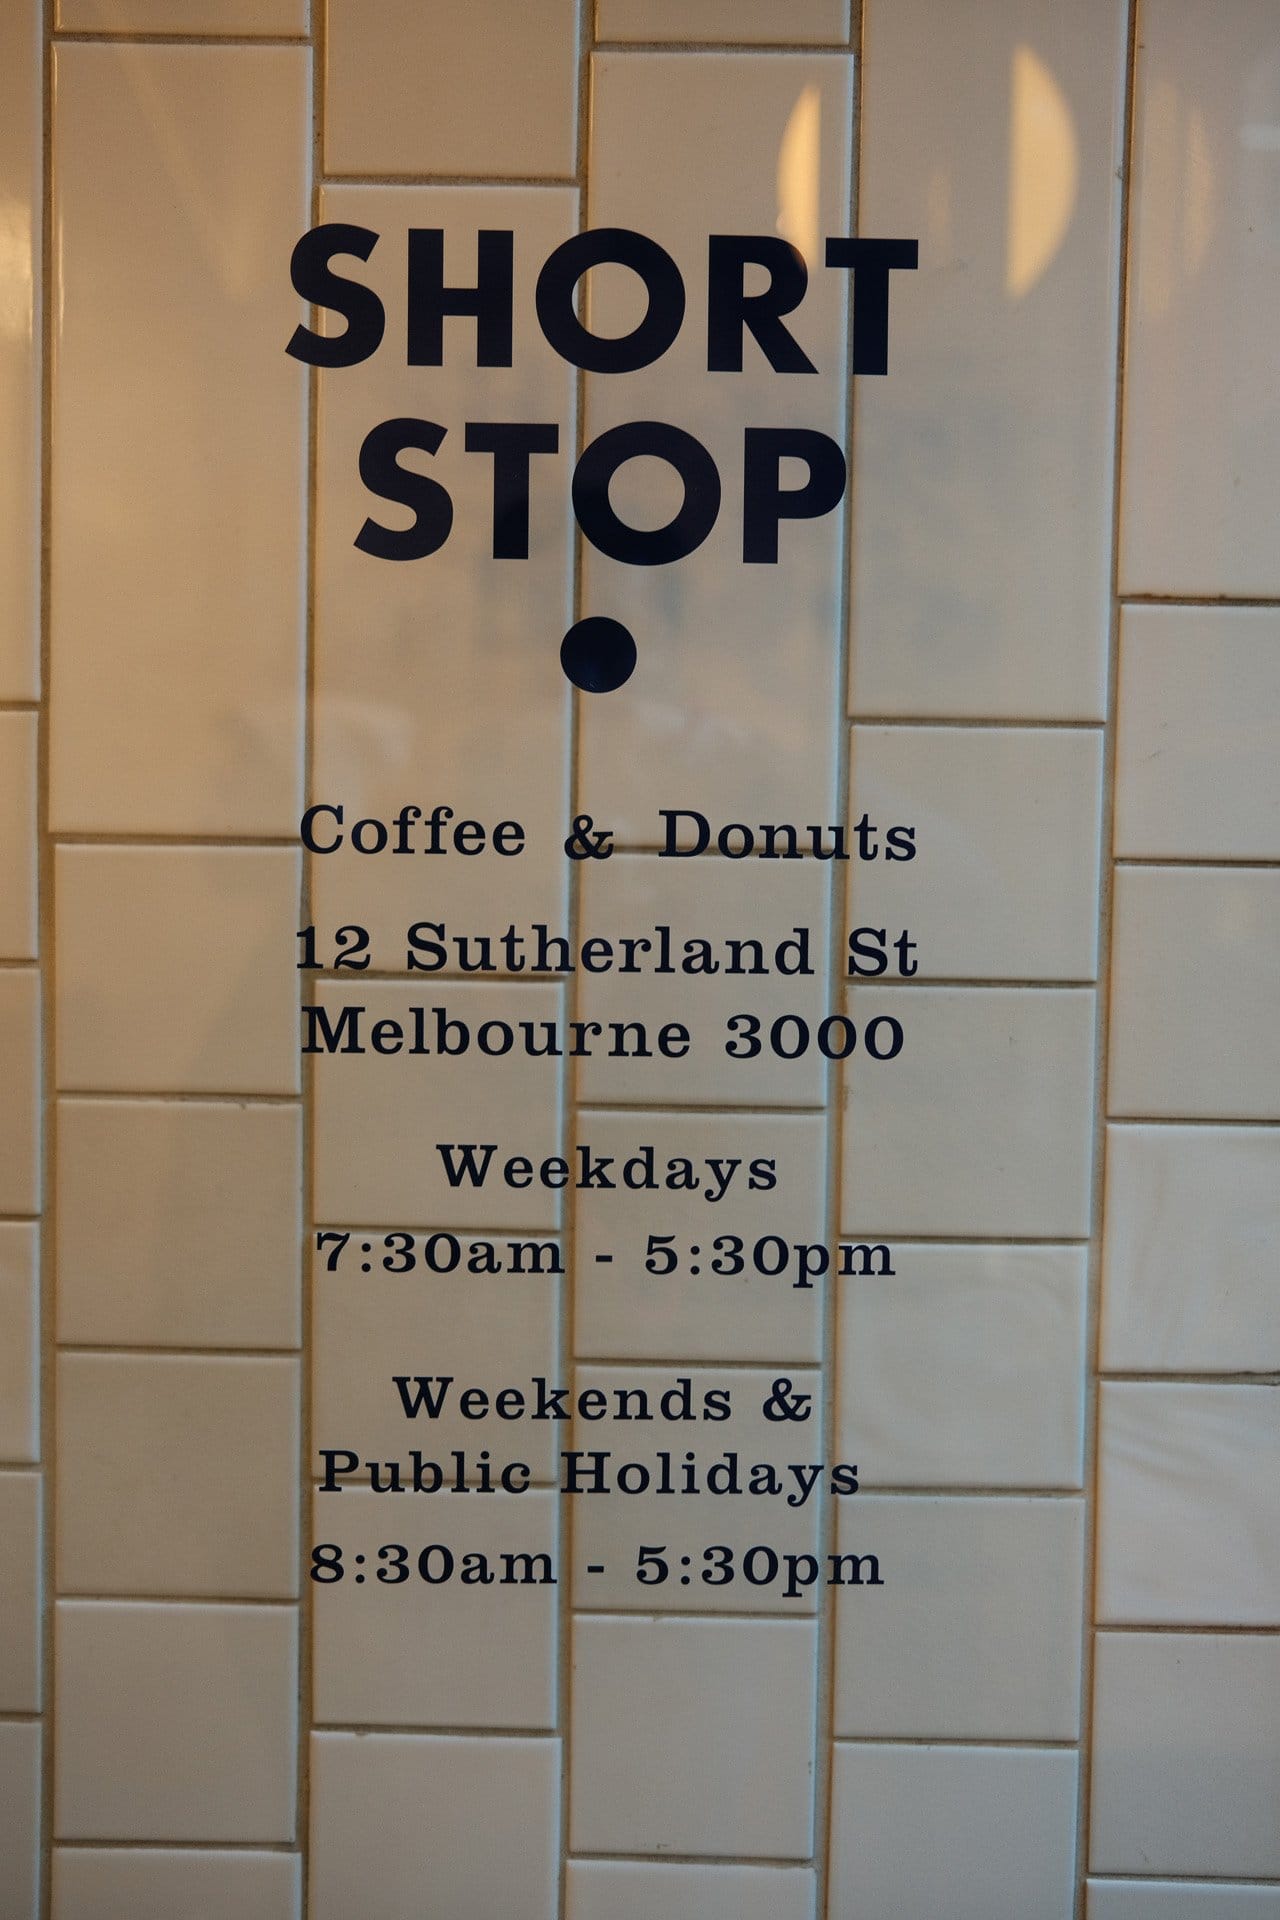 SHORT
STOP
Coffee & Donuts
12 Sutherland St
Melbourne 3000
Weekdays
7:30am - 5:30pm
Weekends &
Public Holidays
8:30am - 5:30pm